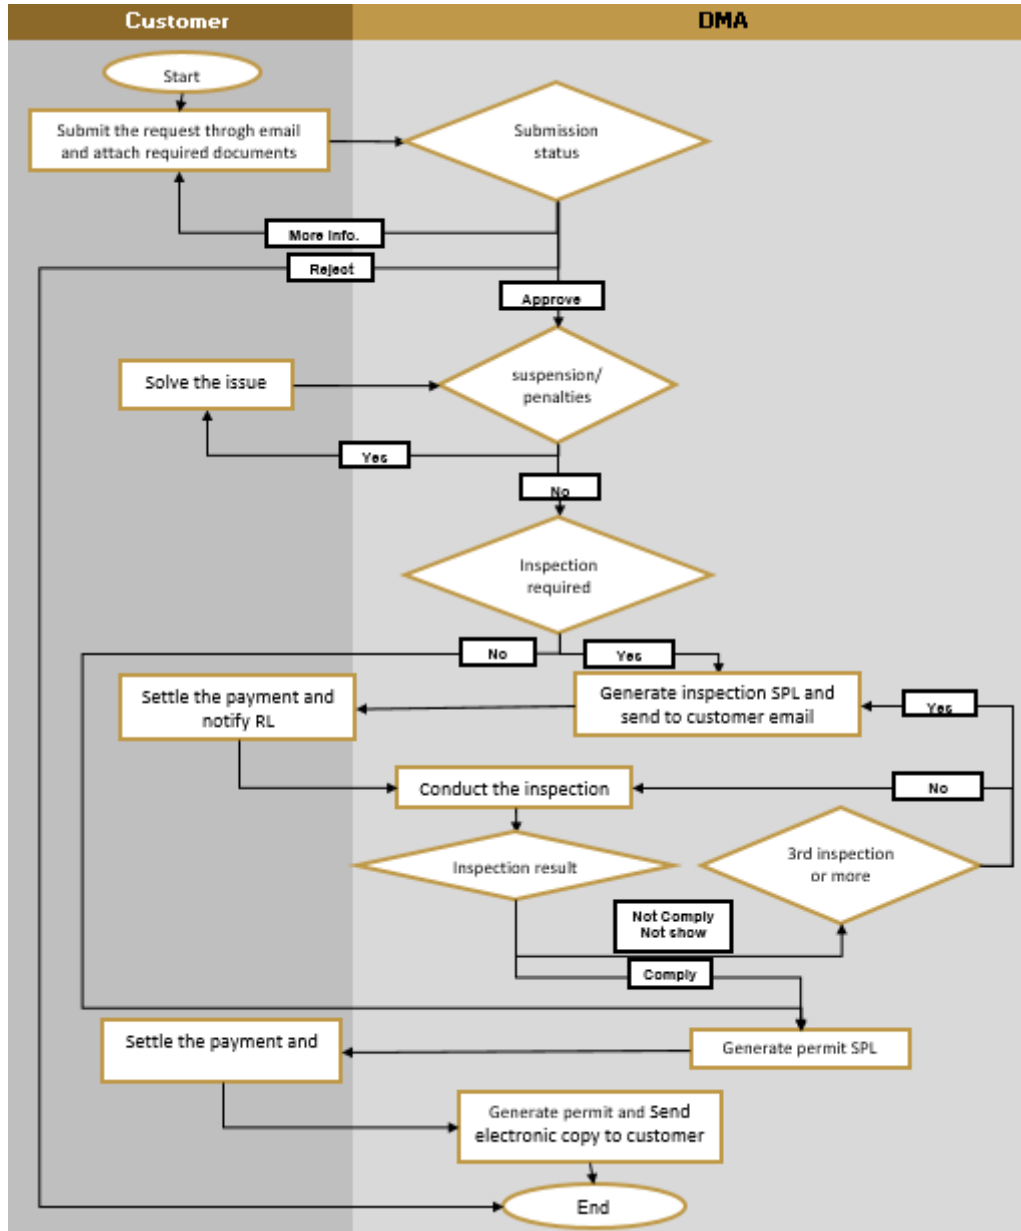 Customer
DMA
Start
Submit the request throgh email
and attach required documents
Submission
status
More Info.
Reject
Approve
Solve the issue
suspension/
penalties
Yes
No
Inspection
required
No
Yes
Settle the payment and
notify RL
Generate inspection SPL and
send to customer email
Yes
Conduct the inspection
No
Inspection result
3rd inspection
or more
Not Comply
Not show
Comply
Settle the payment and
Generate permit SPL
Generate permit and Send
electronic copy to customer
End